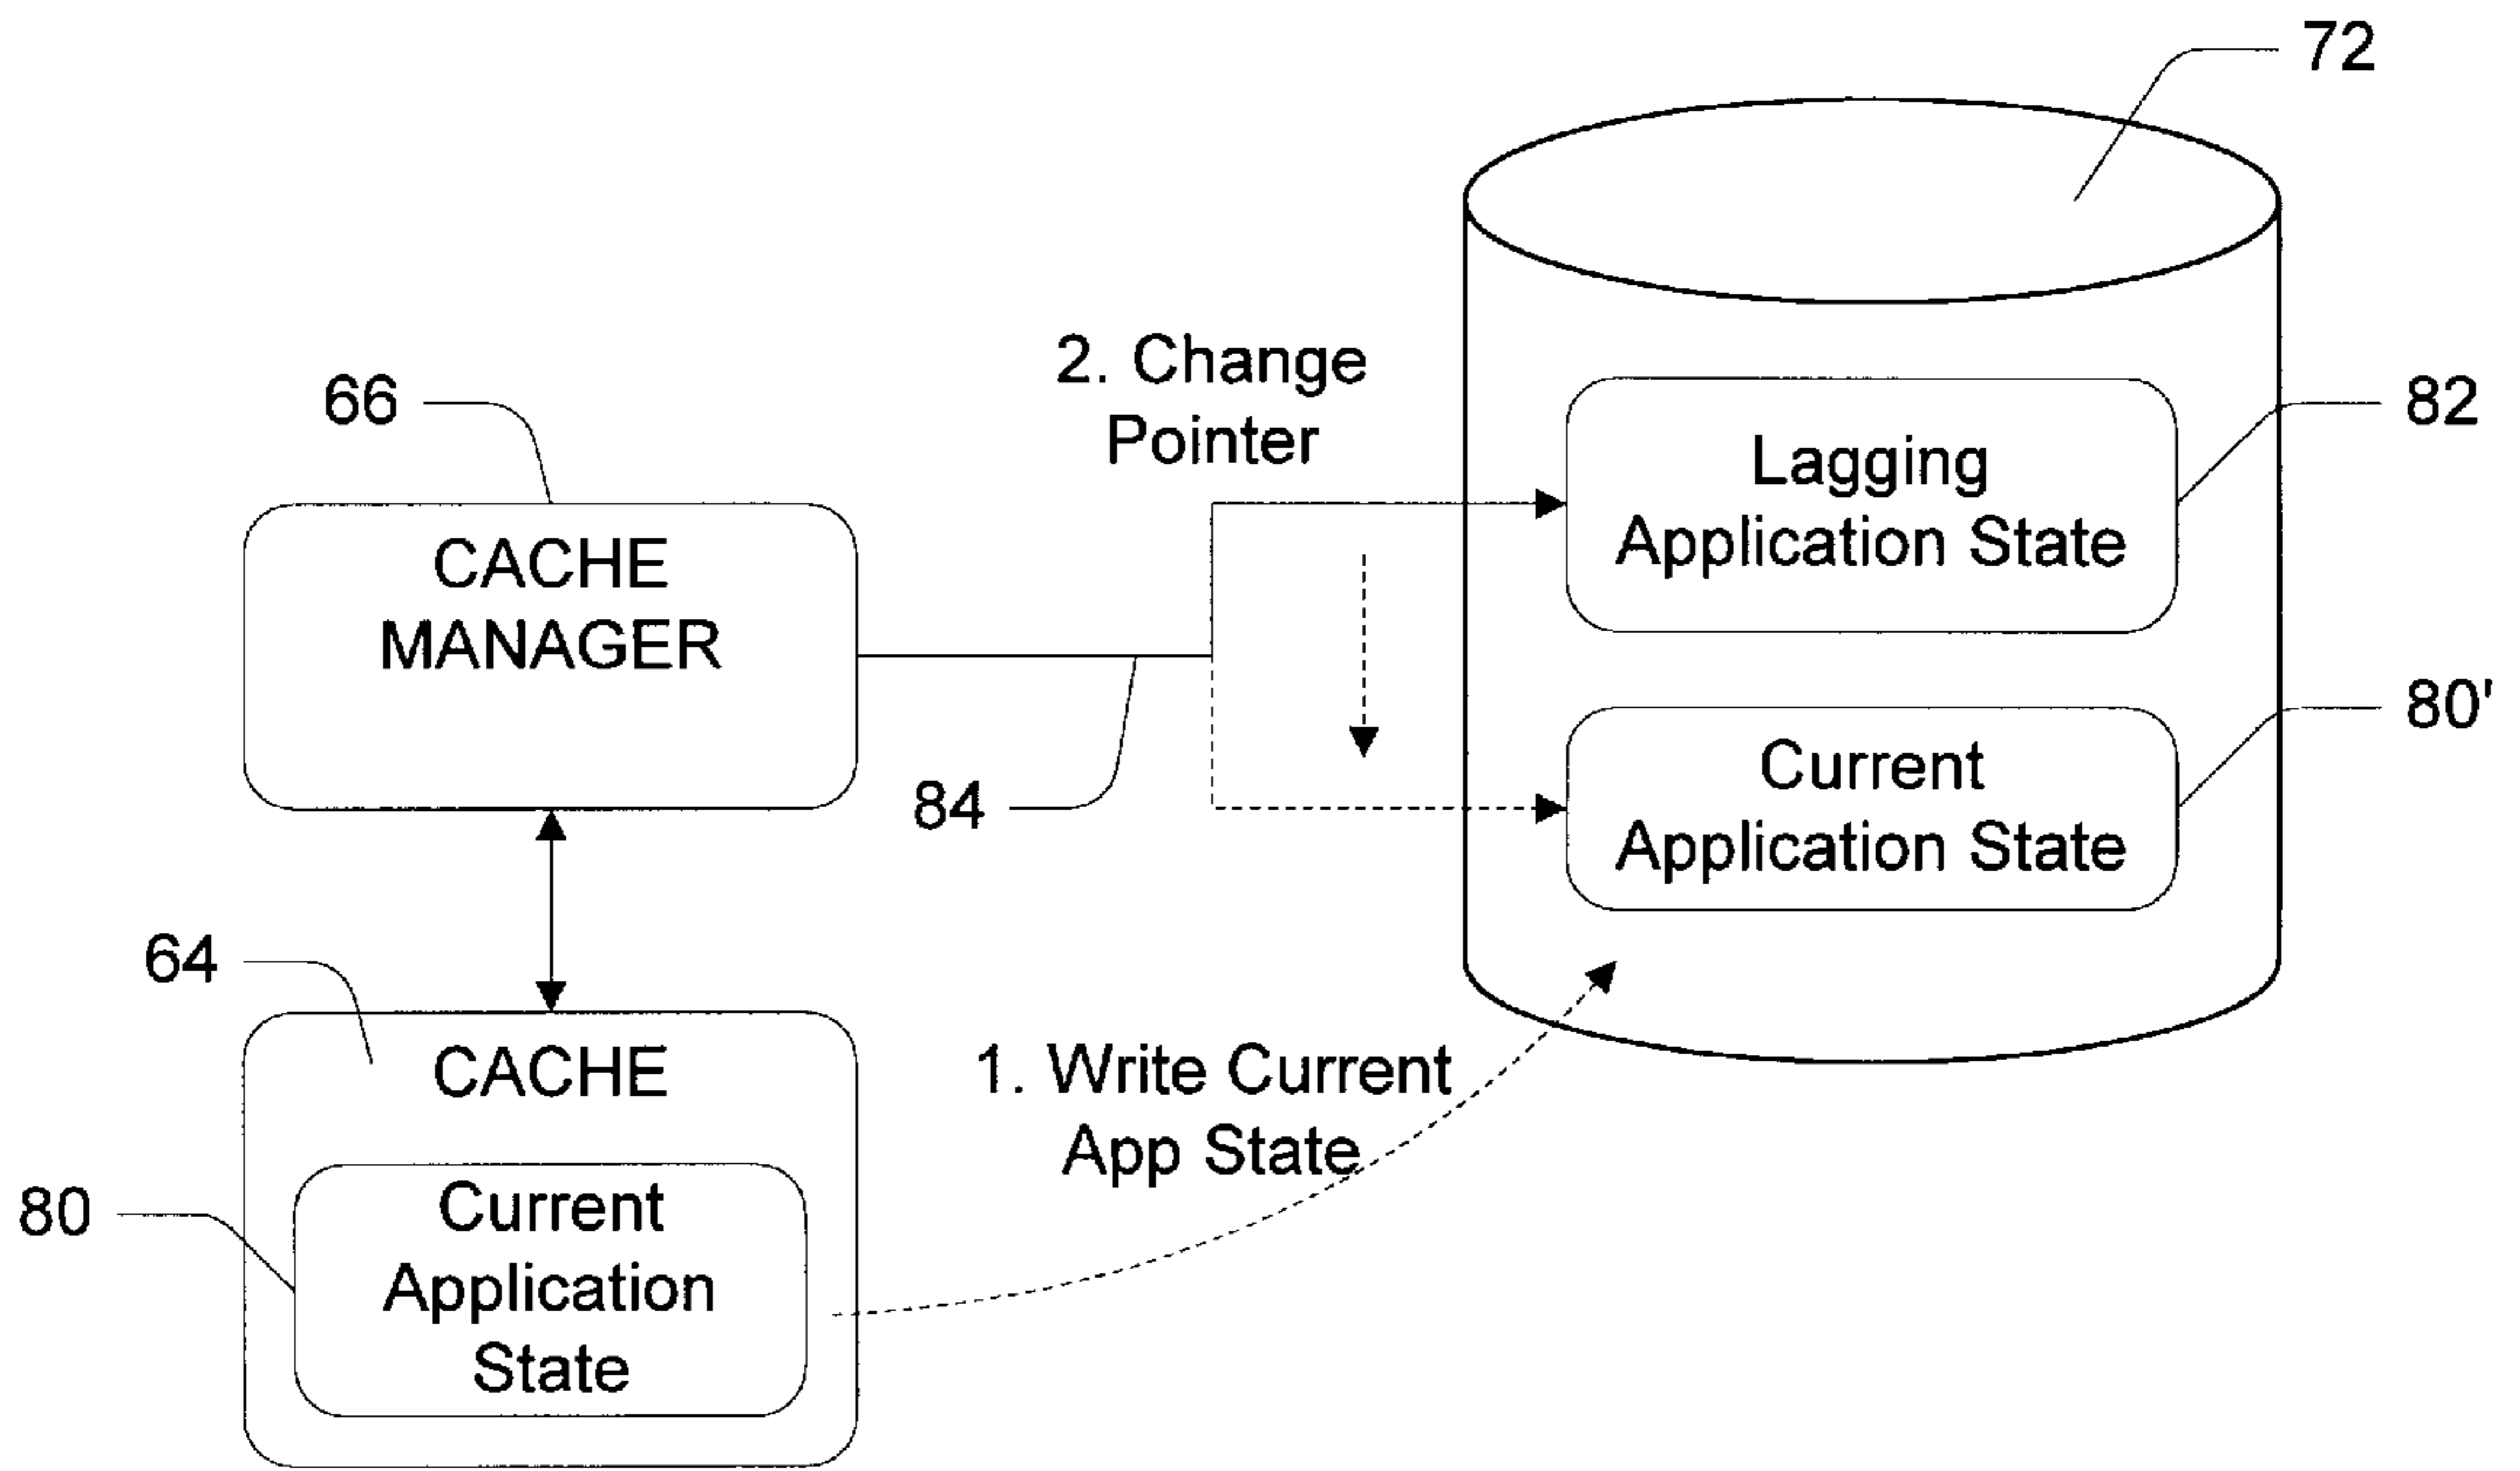 72
2. Change
Pointer
66
82
Lagging
Application State
CACHE
MANAGER
80'
Current
Application State
84
64
CACHE
1. Write Current
App State
80
Current
Application
State